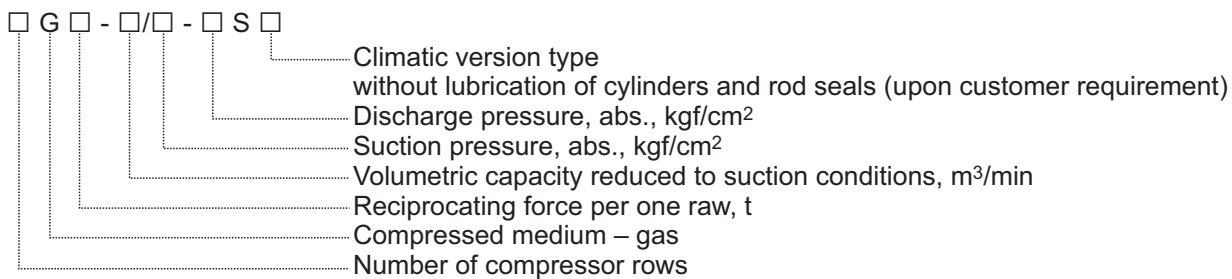 □ G □ - □/□ - □ S □
Climatic version type
without lubrication of cylinders and rod seals (upon customer requirement)
Discharge pressure, abs., kgf/cm²
Suction pressure, abs., kgf/cm²
Volumetric capacity reduced to suction conditions, m³/min
Reciprocating force per one raw, t
Compressed medium – gas
Number of compressor rows